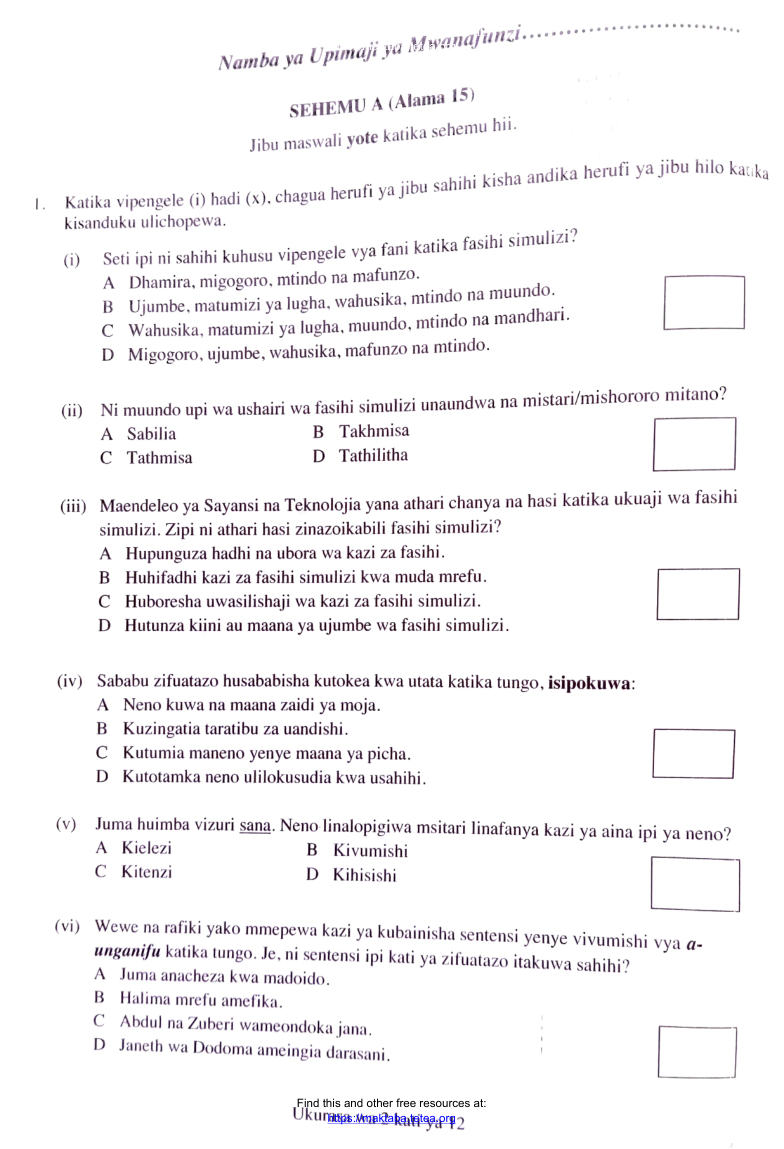 Namba ya Upimaji ya Mwanafunzi.......................................
SEHEMU A (Alama 15)
Jibu maswali yote katika sehemu hii.
1. Katika vipengele (i) hadi (x), chagua herufi ya jibu sahihi kisha andika herufi ya jibu hilo katika
kisanduku ulichopewa.
(i) Seti ipi ni sahihi kuhusu vipengele vya fani katika fasihi simulizi?
A Dhamira, migogoro, mtindo na mafunzo.
B Ujumbe, matumizi ya lugha, wahusika, mtindo na muundo.
C Wahusika, matumizi ya lugha, muundo, mtindo na mandhari.
D Migogoro, ujumbe, wahusika, mafunzo na mtindo.
(ii) Ni muundo upi wa ushairi wa fasihi simulizi unaundwa na mistari/mishororo mitano?
A Sabilia B Takhmisa
C Tathmisa D Tathilitha
(iii) Maendeleo ya Sayansi na Teknolojia yana athari chanya na hasi katika ukuaji wa fasihi
simulizi. Zipi ni athari hasi zinazoikabili fasihi simulizi?
A Hupunguza hadhi na ubora wa kazi za fasihi.
B Huhifadhi kazi za fasihi simulizi kwa muda mrefu.
C Huboresha uwasilishaji wa kazi za fasihi simulizi.
D Hutunza kiini au maana ya ujumbe wa fasihi simulizi.
(iv) Sababu zifuatazo husababisha kutokea kwa utata katika tungo, isipokuwa:
A Neno kuwa na maana zaidi ya moja.
B Kuzingatia taratibu za uandishi.
C Kutumia maneno yenye maana ya picha.
D Kutotamka neno ulilokusudia kwa usahihi.
(v) Juma huimba vizuri sana. Neno linalopigiwa msitari linafanya kazi ya aina ipi ya neno?
A Kielezi B Kivumishi
C Kitenzi D Kihisishi
(vi) Wewe na rafiki yako mmepewa kazi ya kubainisha sentensi yenye vivumishi vya a-
unganifu katika tungo. Je, ni sentensi ipi kati ya zifuatazo itakuwa sahihi?
A Juma anacheza kwa madoido.
B Halima mrefu amefika.
C Abdul na Zuberi wameondoka jana.
D Janeth wa Dodoma ameingia darasani.
Find this and other free resources at:
https://maktaba.tetea.org
kati ya 12